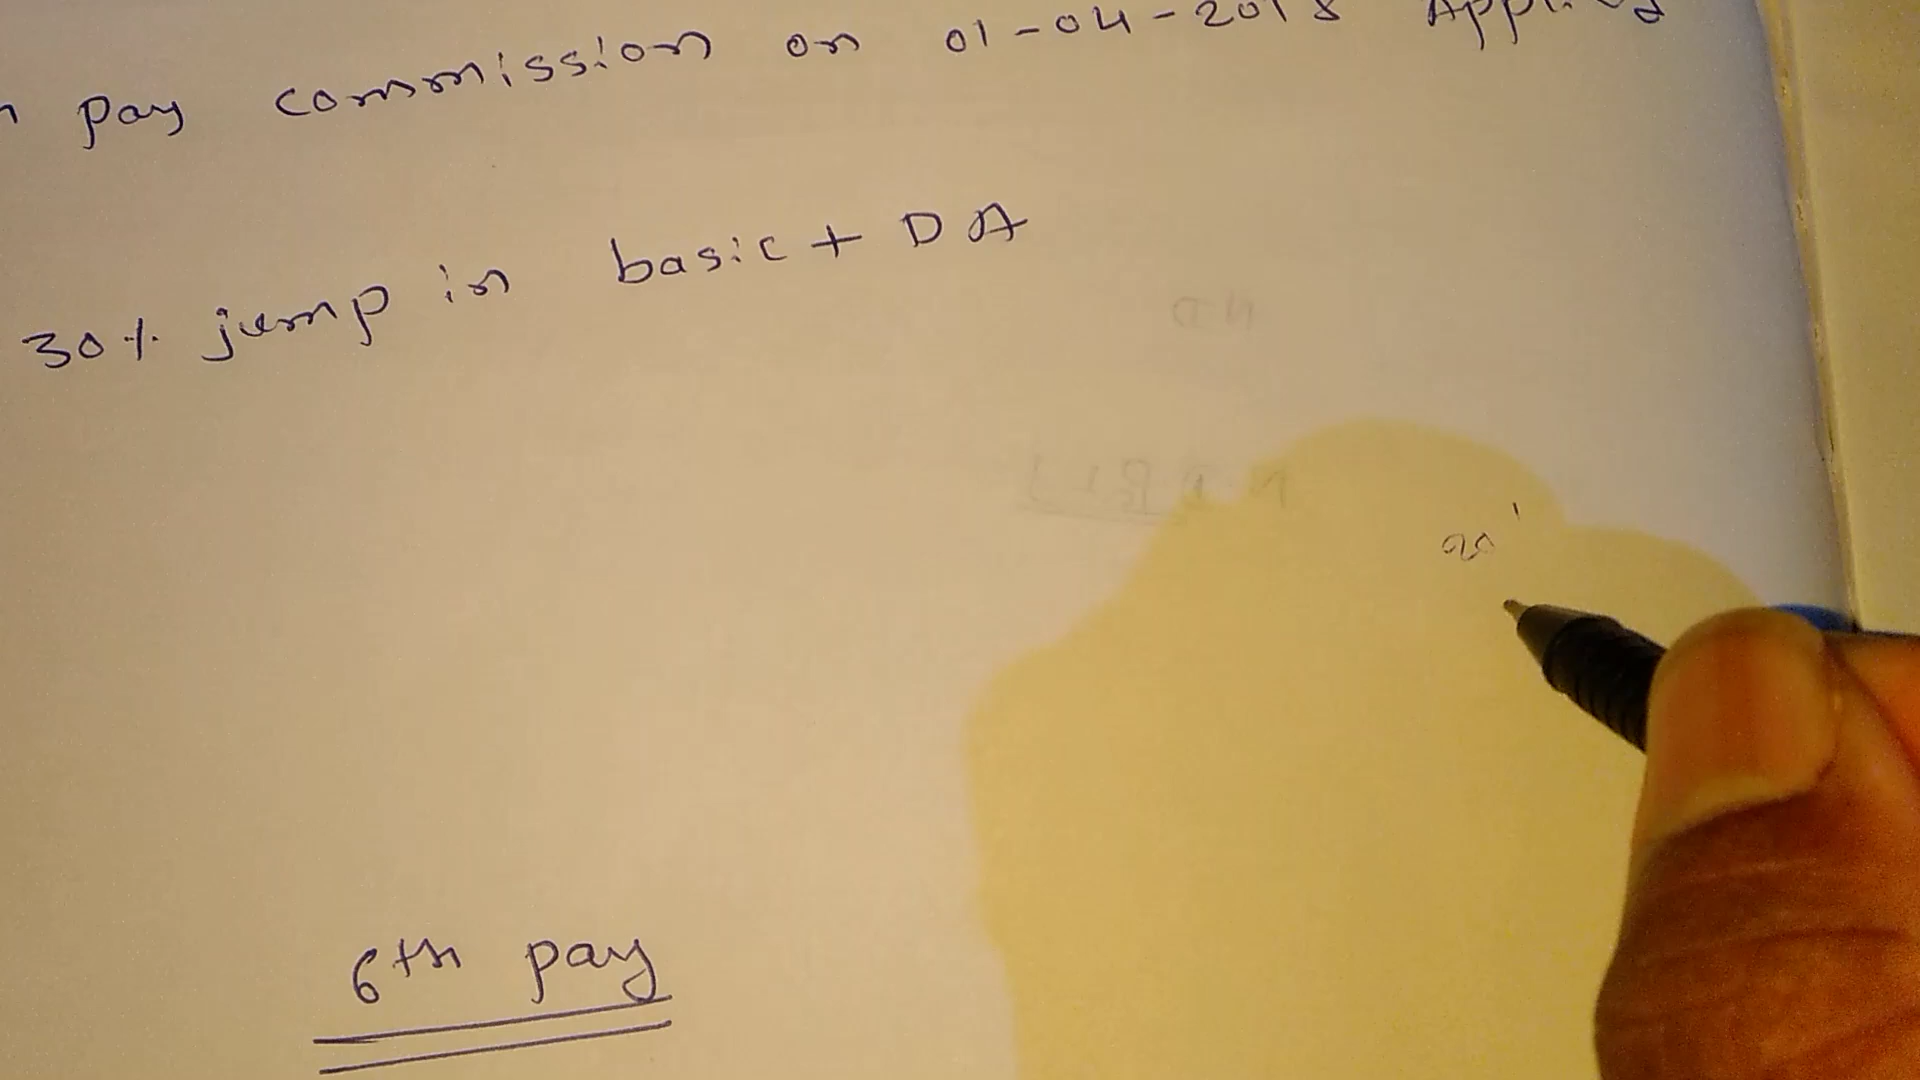 pay commission on 01-04-2018
30% jump in basic + DA
6th pay